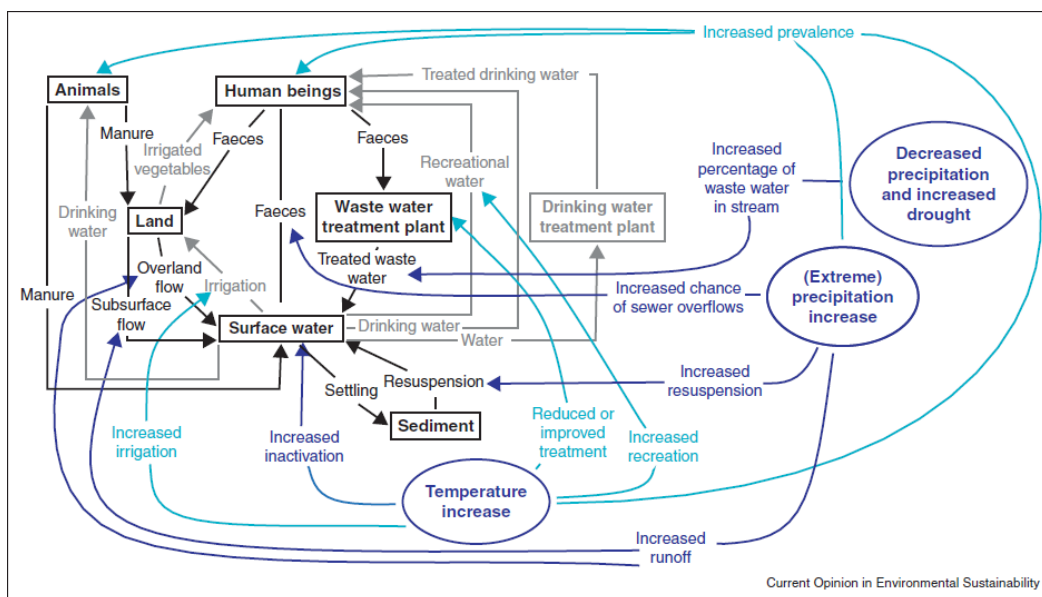 Increased prevalence
Treated drinking water
Animals
Human beings
Manure
Faeces
Faeces
Irrigated
vegetables
Increased
percentage of
waste water
in stream
Decreased
precipitation
and increased
drought
Recreational
water
Drinking
water
Land
Faeces
Waste water
treatment plant
Drinking water
treatment plant
Treated waste
water
Overland
flow
Irrigation
Manure
Subsurface
flow
Increased chance
of sewer overflows
(Extreme)
precipitation
increase
Surface water
Drinking water
Water
Settling
Resuspension
Increased
resuspension
Sediment
Increased
irrigation
Increased
inactivation
Reduced or
improved
treatment
Increased
recreation
Temperature
increase
Increased
runoff
Current Opinion in Environmental Sustainability